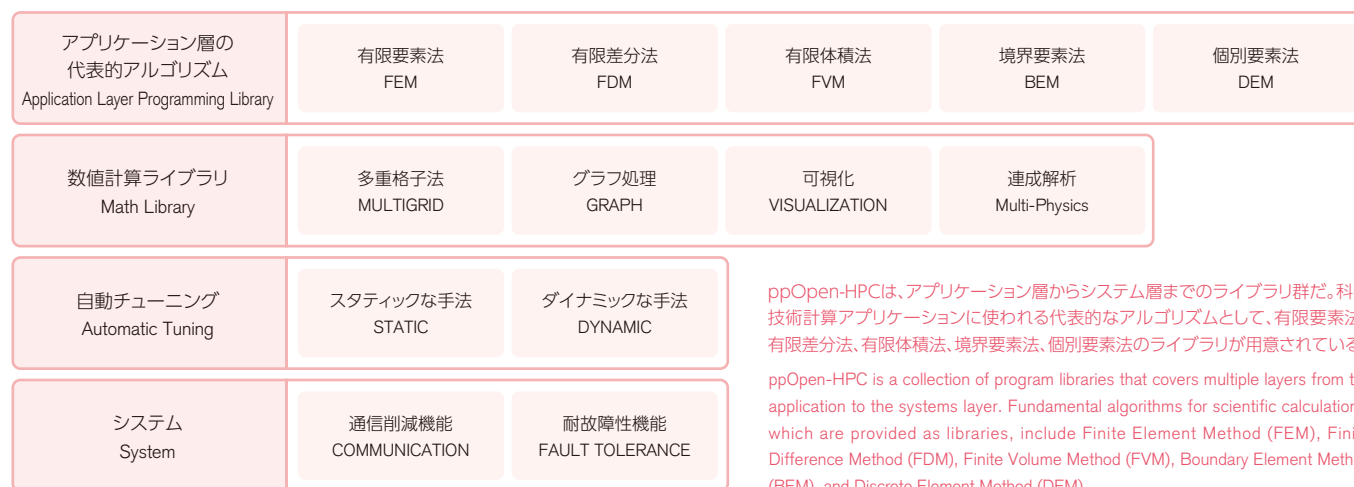 アプリケーション層の
代表的アルゴリズム
Application Layer Programming Library
有限要素法
FEM
有限差分法
FDM
有限体積法
FVM
境界要素法
BEM
個別要素法
DEM
数値計算ライブラリ
Math Library
多重格子法
MULTIGRID
グラフ処理
GRAPH
可視化
VISUALIZATION
連成解析
Multi-Physics
自動チューニング
Automatic Tuning
スタティックな手法
STATIC
ダイナミックな手法
DYNAMIC
システム
System
通信削減機能
COMMUNICATION
耐故障性機能
FAULT TOLERANCE
ppOpen-HPCは、アプリケーション層からシステム層までのライブラリ群だ。科
技術計算アプリケーションに使われる代表的なアルゴリズムとして、有限要素法
有限差分法、有限体積法、境界要素法、個別要素法のライブラリが用意されている
ppOpen-HPC is a collection of program libraries that covers multiple layers from t
application to the systems layer. Fundamental algorithms for scientific calculation
which are provided as libraries, include Finite Element Method (FEM), Fini
Difference Method (FDM), Finite Volume Method (FVM), Boundary Element Meth
(BEM), and Discrete Element Method (DEM)